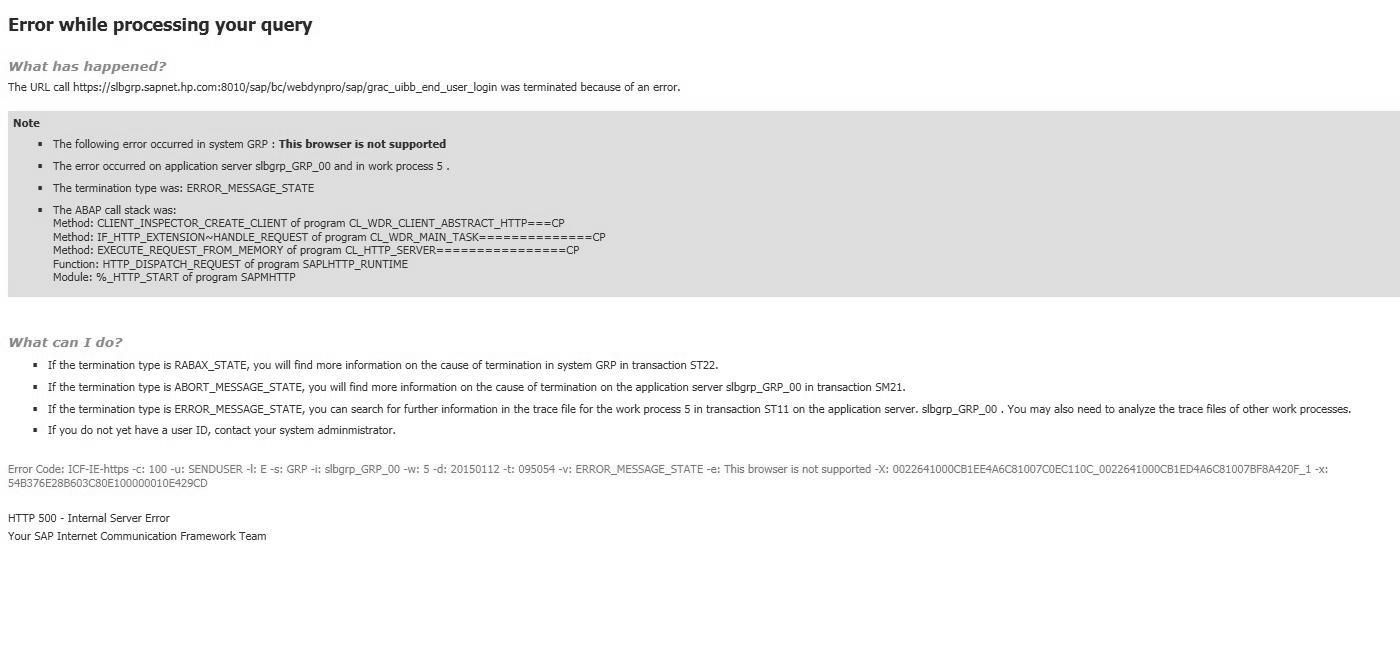 Error while processing your query
What has happened?
The URL call https://slbgrp.sapnet.hp.com:8010/sap/bc/webdynpro/sap/grac_uibb_end_user_login was terminated because of an error.
Note
The following error occurred in system GRP : This browser is not supported
The error occurred on application server slbgrp_GRP_00 and in work process 5 .
The termination type was: ERROR_MESSAGE_STATE
The ABAP call stack was:
Method: CLIENT_INSPECTOR_CREATE_CLIENT of program CL_WDR_CLIENT_ABSTRACT_HTTP===CP
Method: IF_HTTP_EXTENSION~HANDLE_REQUEST of program CL_WDR_MAIN_TASK==============CP
Method: EXECUTE_REQUEST_FROM_MEMORY of program CL_HTTP_SERVER================CP
Function: HTTP_DISPATCH_REQUEST of program SAPLHTTP_RUNTIME
Module: %_HTTP_START of program SAPMHTTP
What can I do?
If the termination type is RABAX_STATE, you will find more information on the cause of termination in system GRP in transaction ST22.
If the termination type is ABORT_MESSAGE_STATE, you will find more information on the cause of termination on the application server slbgrp_GRP_00 in transaction SM21.
If the termination type is ERROR_MESSAGE_STATE, you can search for further information in the trace file for the work process 5 in transaction ST11 on the application server. slbgrp_GRP_00 . You may also need to analyze the trace files of other work processes.
If you do not yet have a user ID, contact your system adminmistrator.
Error Code: ICF-IE-https -c: 100 -u: SENDUSER -l: E -s: GRP -i: slbgrp_GRP_00 -w: 5 -d: 20150112 -t: 095054 -v: ERROR_MESSAGE_STATE -e: This browser is not supported -X: 0022641000CB1EE4A6C81007C0EC110C_0022641000CB1ED4A6C81007BF8A420F_1 -x:
54B376E28B603C80E100000010E429CD
HTTP 500 - Internal Server Error
Your SAP Internet Communication Framework Team